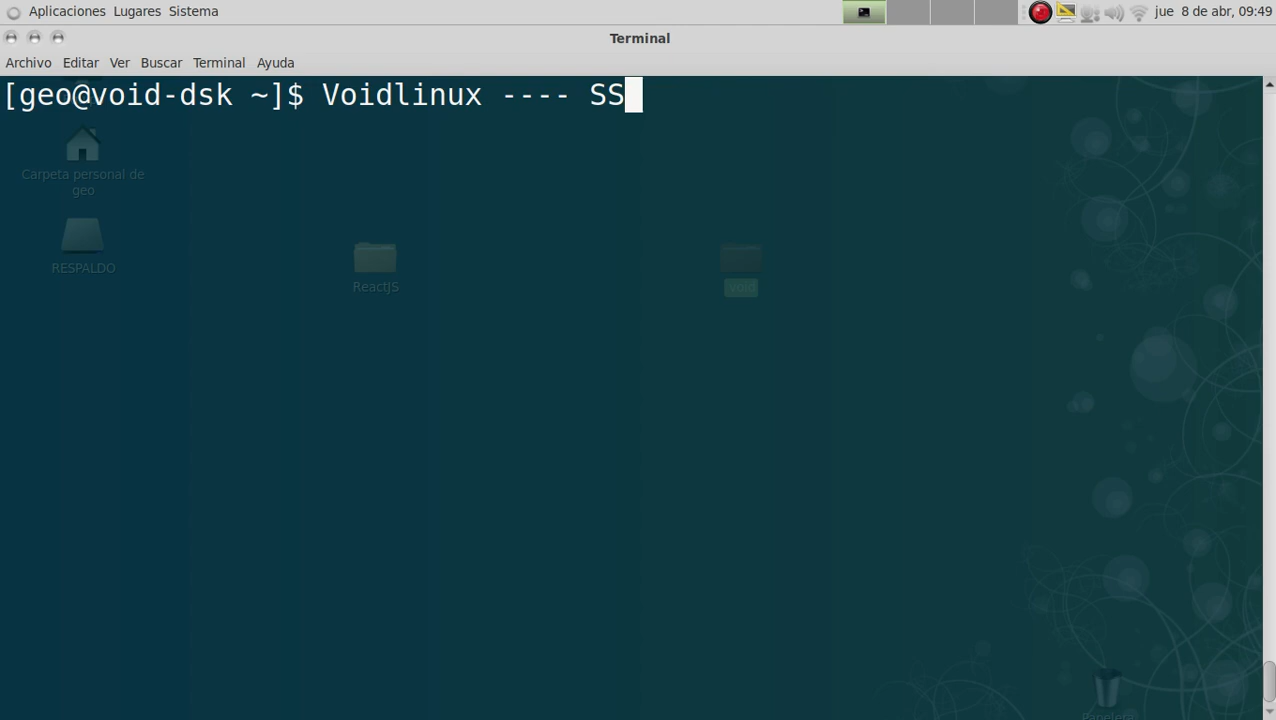 Aplicaciones Lugares Sistema
jue 8 de abr, 09:49
Terminal
Archivo Editar Ver Buscar Terminal Ayuda
[geo@void-dsk ~]$ Voidlinux ---- SS
Carpeta personal de
geo
RESPALDO
ReactJS
void
Papelera